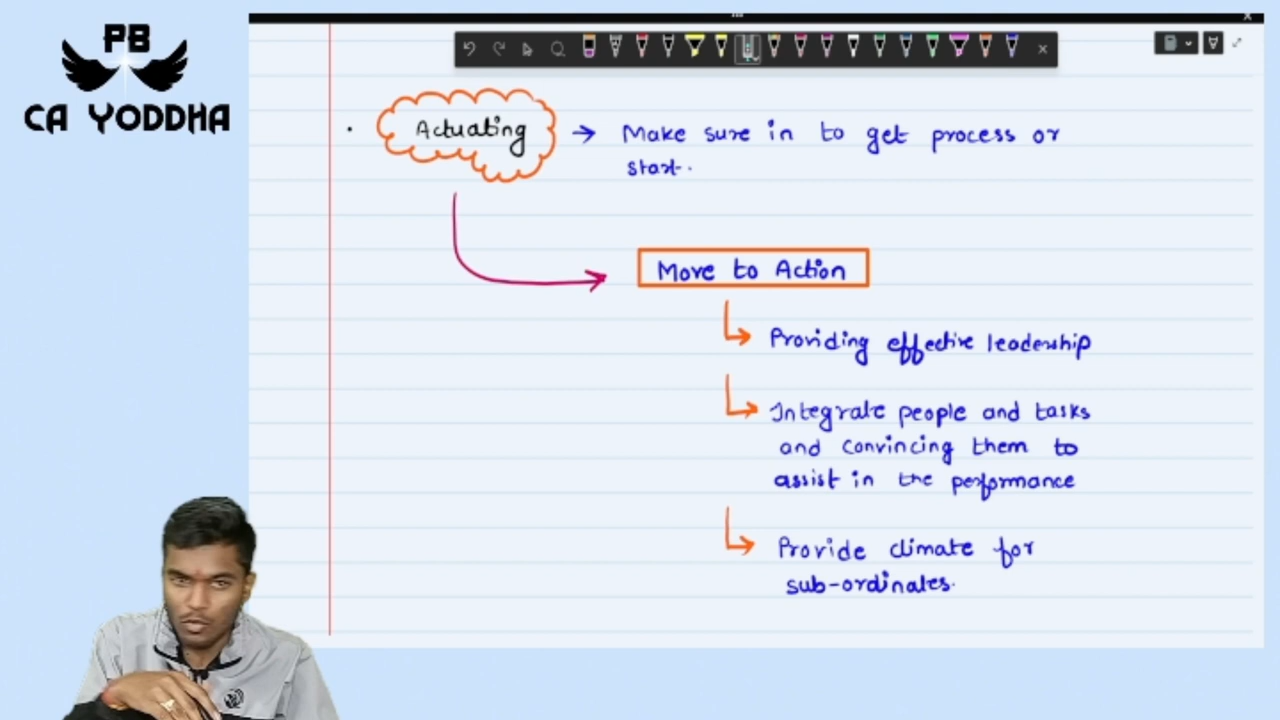 PB
CA YODDHA
Actuating → Make sure in to get process or
start.
Move to Action
Providing effective leadership
Integrate people and tasks
and convincing them to
assist in the performance
Provide climate for
sub-ordinates.